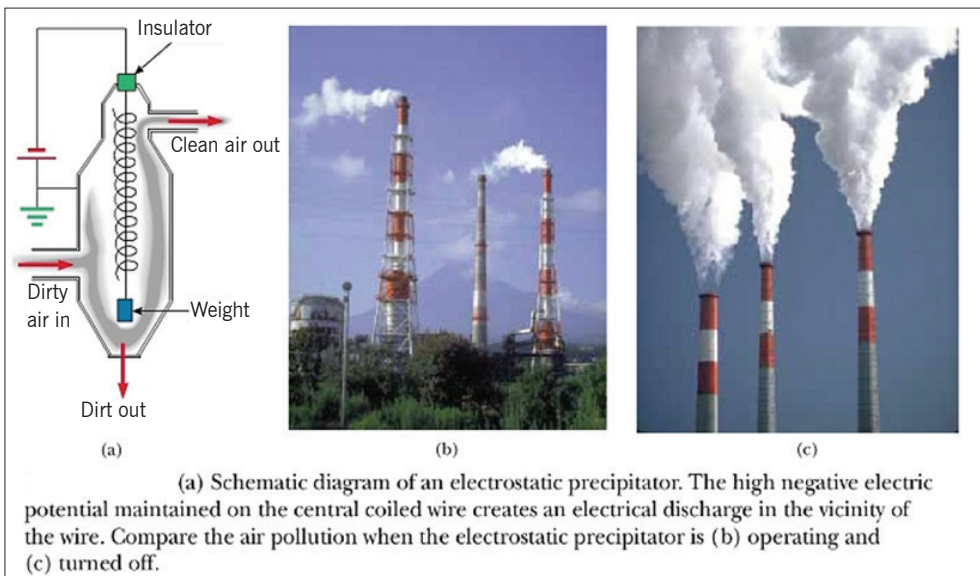 Insulator
Clean air out
Dirty
air in
Weight
Dirt out
(a)
(b)
(c)
(a) Schematic diagram of an electrostatic precipitator. The high negative electric
potential maintained on the central coiled wire creates an electrical discharge in the vicinity of
the wire. Compare the air pollution when the electrostatic precipitator is (b) operating and
(c) turned off.